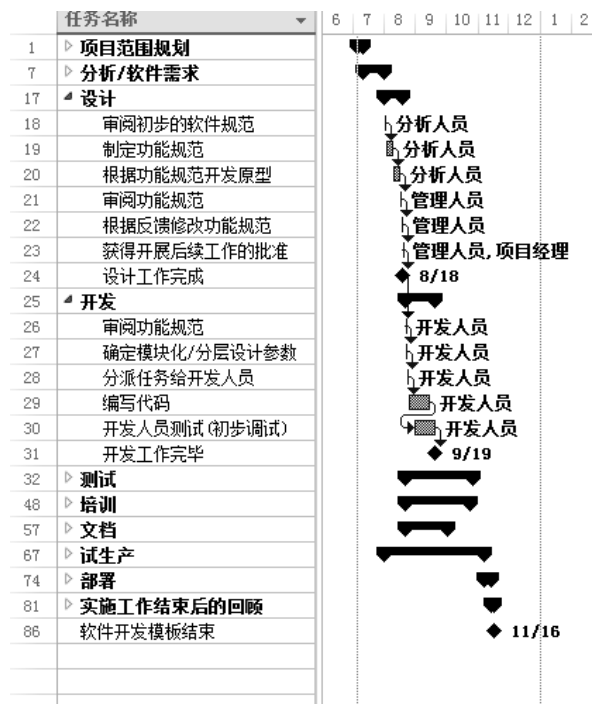 任务名称 6 7 8 9 10 11 12 1 2
1 项目范围规划
7 分析/软件需求
17 设计
18 审阅初步的软件规范 分析人员
19 制定功能规范 分析人员
20 根据功能规范开发原型 分析人员
21 审阅功能规范 管理人员
22 根据反馈修改功能规范 管理人员
23 获得开展后续工作的批准 管理人员,项目经理
24 设计工作完成 8/18
25 开发
26 审阅功能规范 开发人员
27 确定模块化/分层设计参数 开发人员
28 分派任务给开发人员 开发人员
29 编写代码 开发人员
30 开发人员测试(初步调试) 开发人员
31 开发工作完毕 9/19
32 测试
48 培训
57 文档
67 试生产
74 部署
81 实施工作结束后的回顾
86 软件开发模板结束 11/16